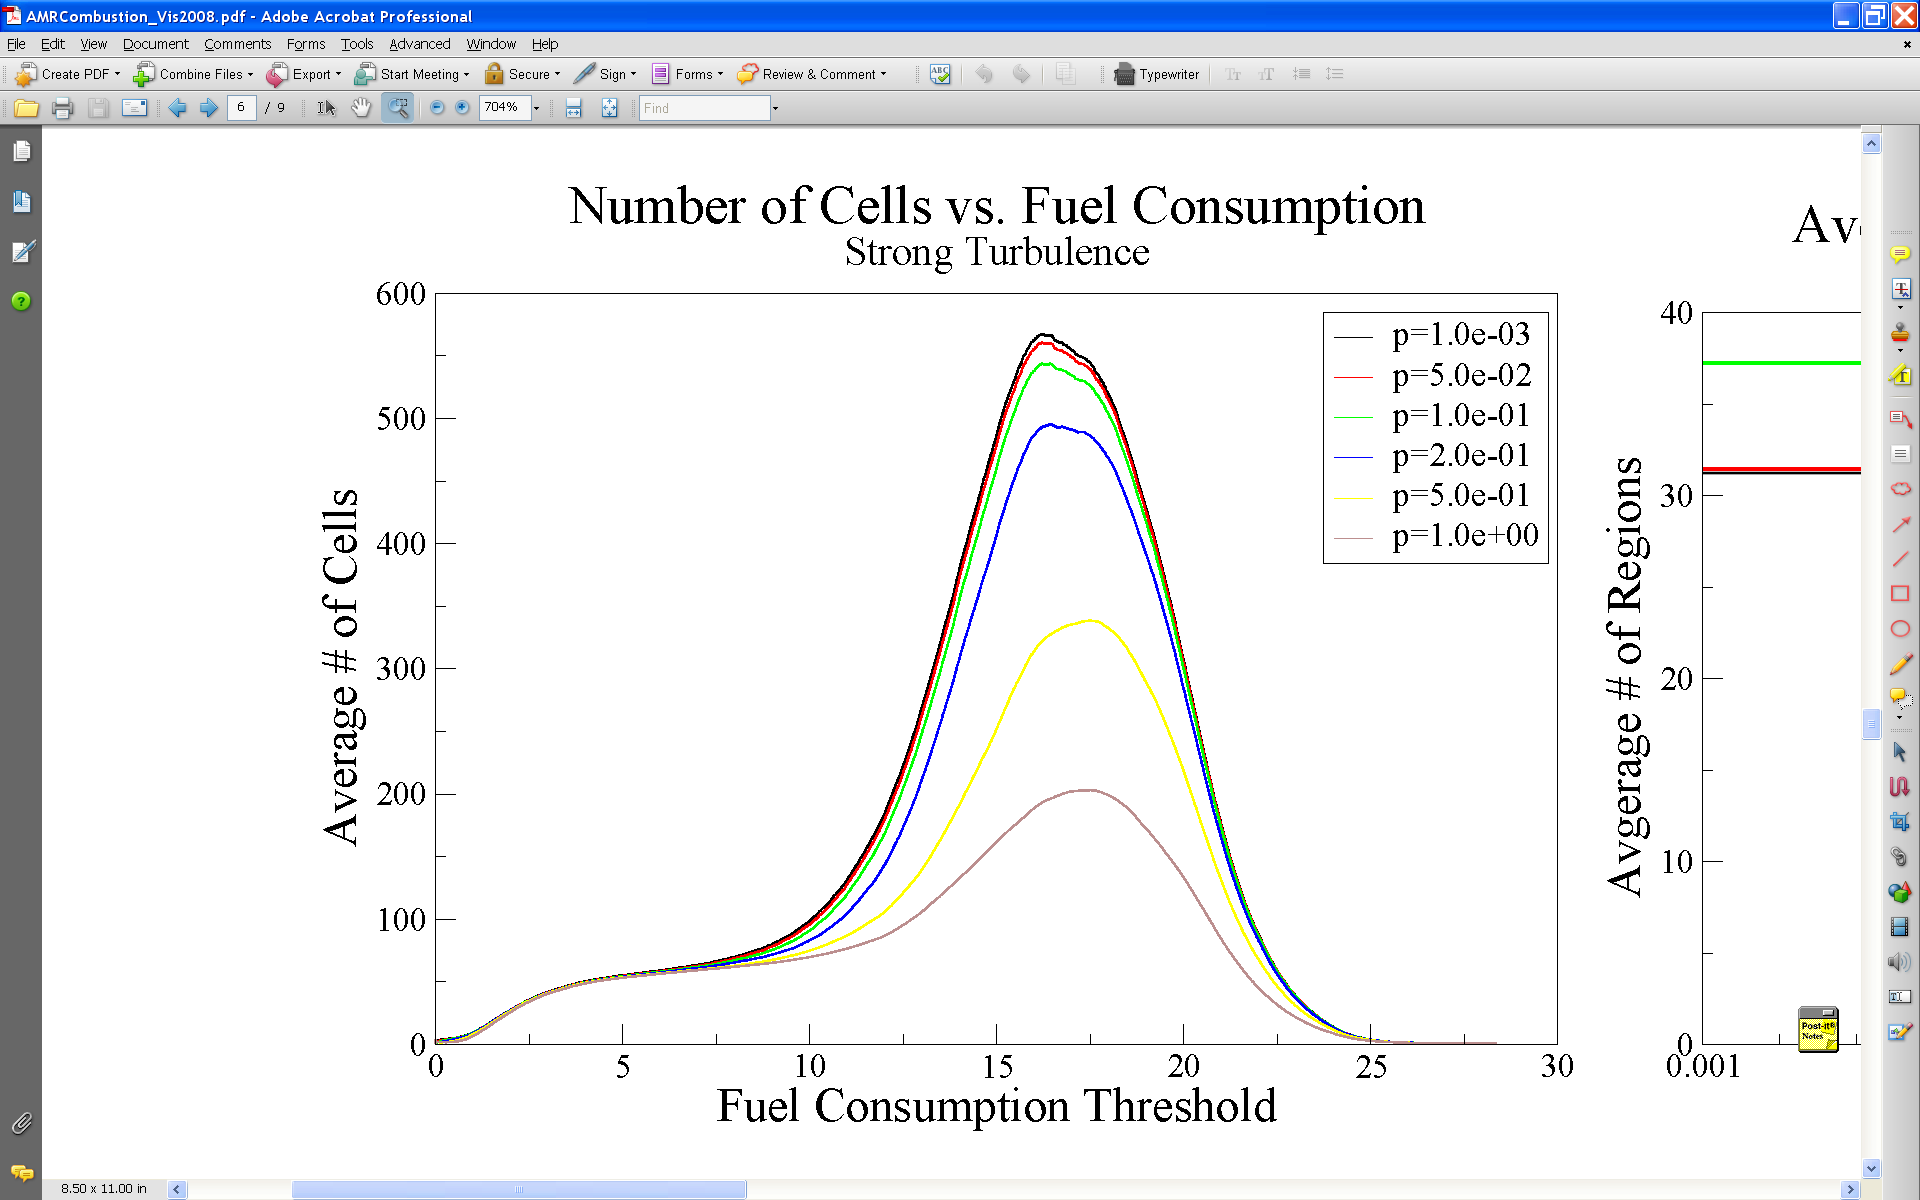 AMRCombustion_Vis2008.pdf - Adobe Acrobat Professional
File Edit View Document Comments Forms Tools Advanced Window Help
Create PDF Combine Files Export Start Meeting Secure Sign Forms Review & Comment ABC Typewriter
6 / 9 704% Find
Number of Cells vs. Fuel Consumption
Strong Turbulence
600
500
400
300
200
100
0
Average # of Cells
0 5 10 15 20 25 30
Fuel Consumption Threshold
p=1.0e-03
p=5.0e-02
p=1.0e-01
p=2.0e-01
p=5.0e-01
p=1.0e+00
Av
40
30
20
10
0
0.001
Avgerage # of Regions
Post-it®
Notes
8.50 x 11.00 in